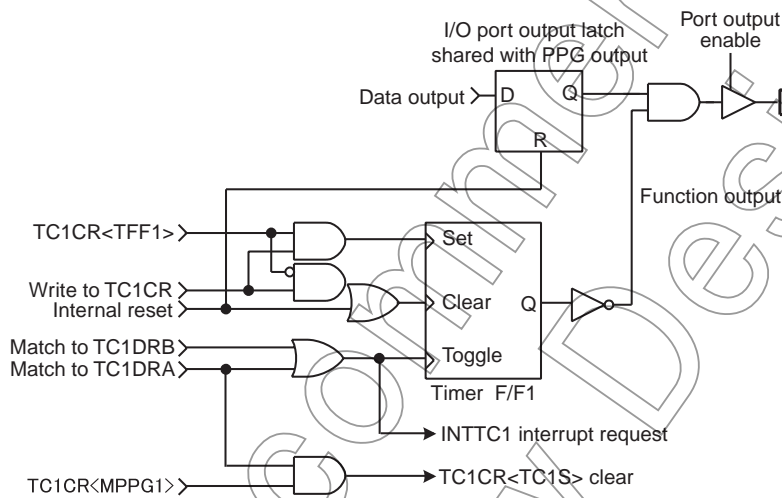 I/O port output latch
shared with PPG output
Port output
enable
Data output
D
Q
R
Function output
TC1CR<TFF1>
Set
Write to TC1CR
Internal reset
Clear
Q
Match to TC1DRB
Match to TC1DRA
Toggle
Timer F/F1
INTTC1 interrupt request
TC1CR<TC1S> clear
TC1CR<MPPG1>